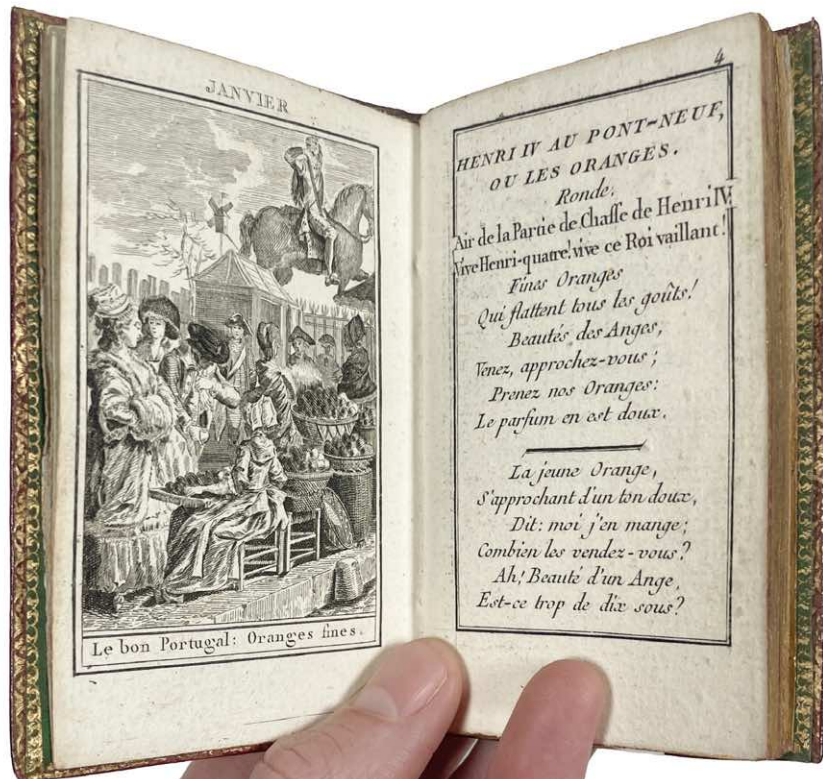 JANVIER
Le bon Portugal: Oranges fines.
4
HENRI IV AU PONT-NEUF,
OU LES ORANGES.
Ronde.
Air de la Partie de Chasse de Henri IV.
Vive Henri-quatre! vive ce Roi vaillant!
Fines Oranges
Qui flattent tous les goûts!
Beautés des Anges,
Venez, approchez-vous;
Prenez nos Oranges:
Le parfum en est doux.
La jeune Orange,
S'approchant d'un ton doux,
Dit: moi j'en mange;
Combien les vendez-vous?
Ah! Beauté d'un Ange,
Est-ce trop de dix sous?